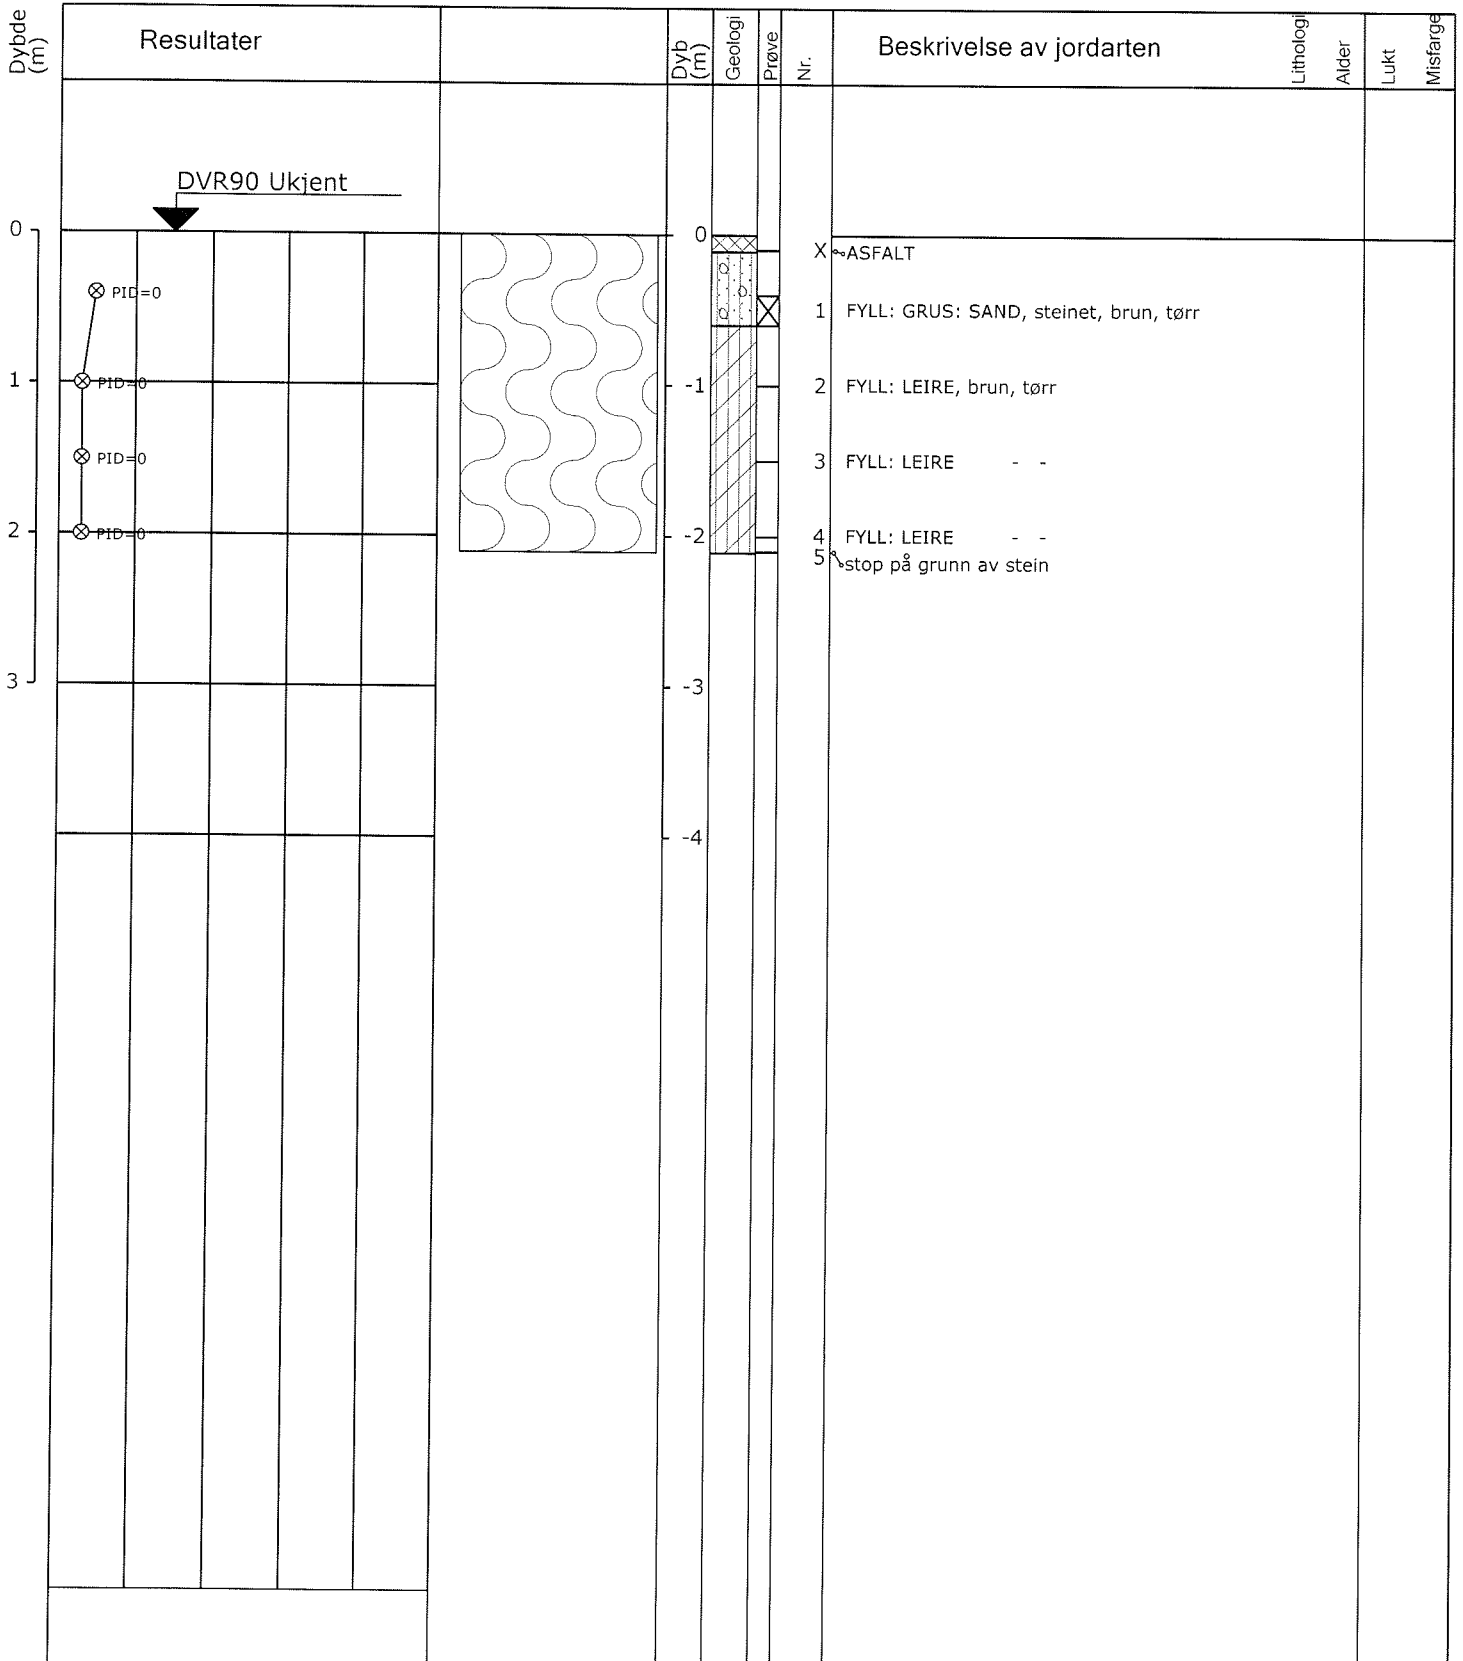 Dybde
(m)
Resultater
Dyb
(m)
Geologi
Prøve
Nr.
Beskrivelse av jordarten
Lithologi
Alder
Lukt
Misfarge
DVR90 Ukjent
0
0
X ASFALT
PID=0
1 FYLL: GRUS: SAND, steinet, brun, tørr
1
PID=0
-1
2 FYLL: LEIRE, brun, tørr
PID=0
3 FYLL: LEIRE - -
2
PID=0
-2
4 FYLL: LEIRE - -
5 stop på grunn av stein
3
-3
-4